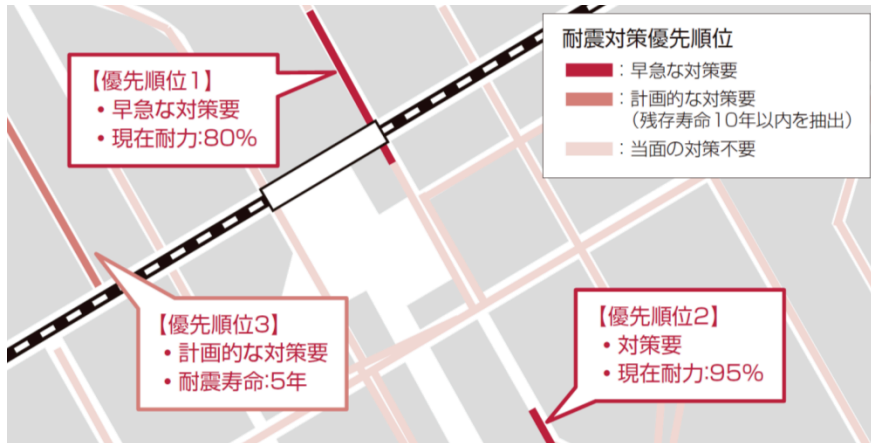 【優先順位1】
• 早急な対策要
• 現在耐力:80%
耐震対策優先順位
：早急な対策要
：計画的な対策要
（残存寿命10年以内を抽出）
：当面の対策不要
【優先順位3】
• 計画的な対策要
• 耐震寿命:5年
【優先順位2】
• 対策要
• 現在耐力:95%